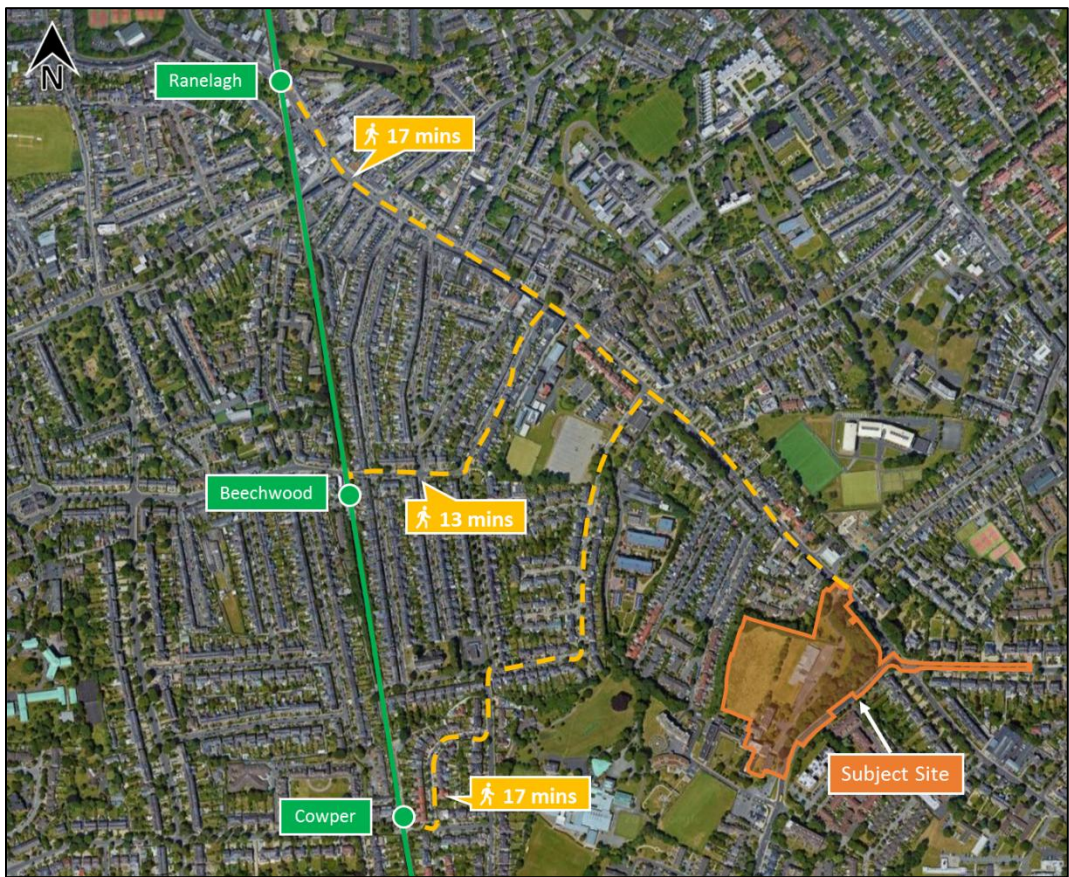 N
Ranelagh
17 mins
Beechwood
13 mins
Subject Site
17 mins
Cowper